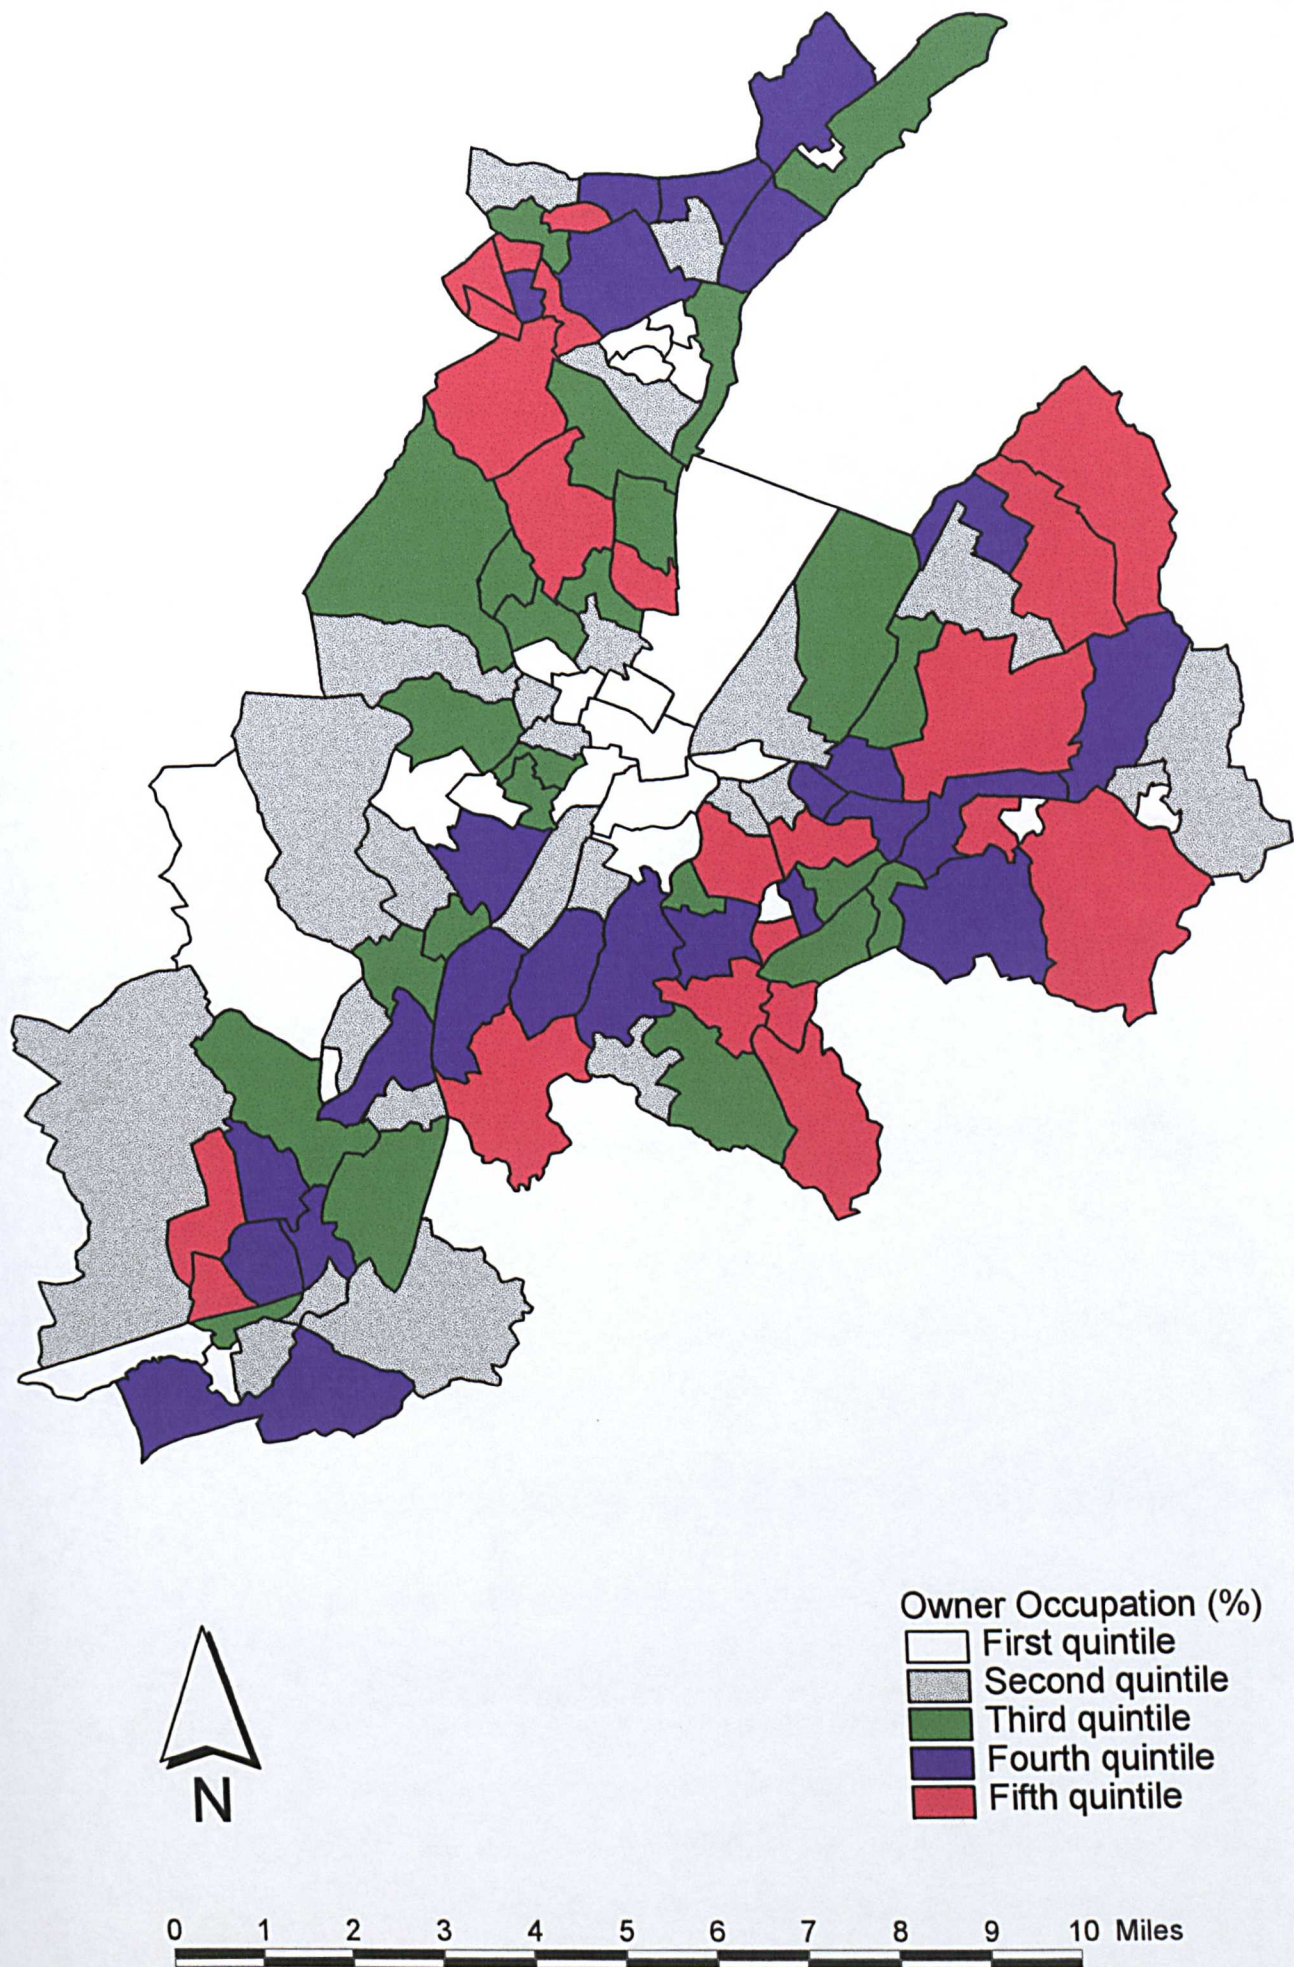 Owner Occupation (%)
First quintile
Second quintile
Third quintile
Fourth quintile
Fifth quintile
N
0 1 2 3 4 5 6 7 8 9 10 Miles